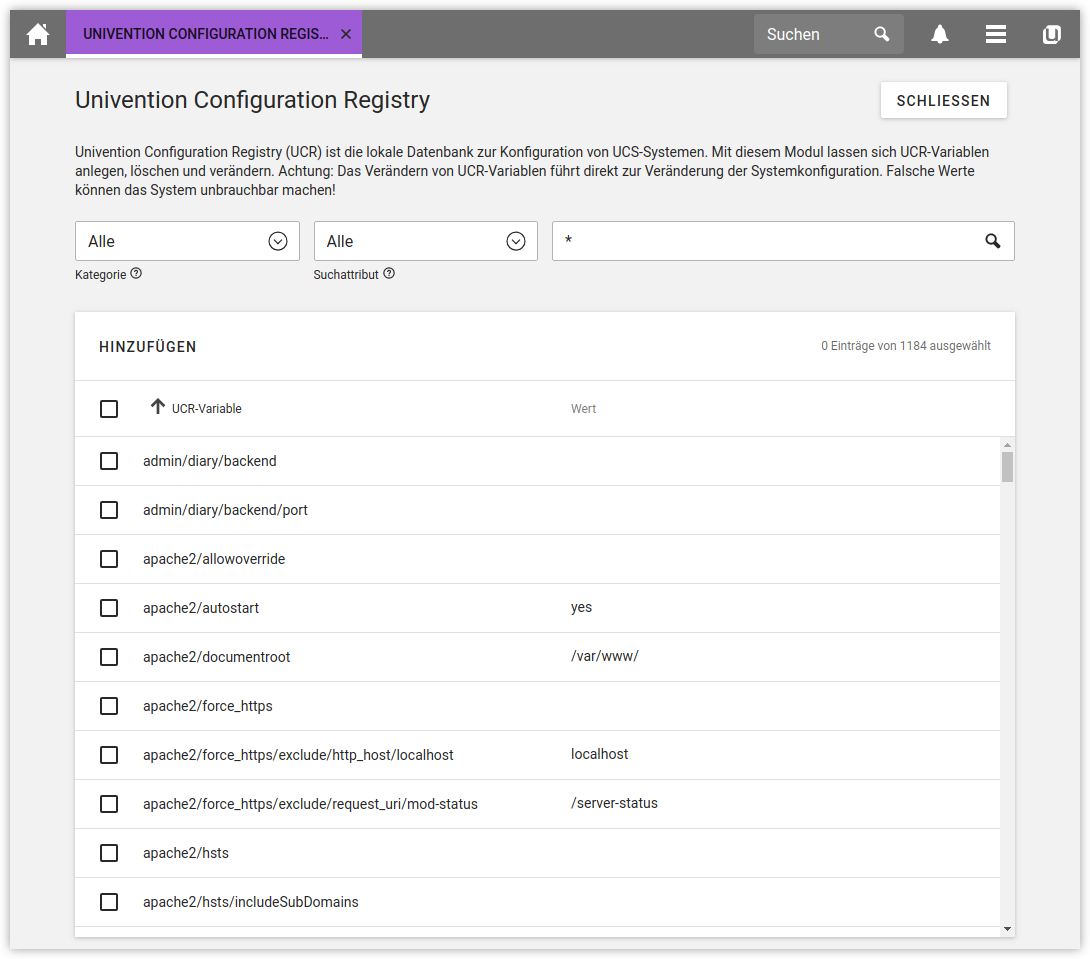 UNIVENTION CONFIGURATION REGIS...
Suchen
Univention Configuration Registry
SCHLIESSEN
Univention Configuration Registry (UCR) ist die lokale Datenbank zur Konfiguration von UCS-Systemen. Mit diesem Modul lassen sich UCR-Variablen
anlegen, löschen und verändern. Achtung: Das Verändern von UCR-Variablen führt direkt zur Veränderung der Systemkonfiguration. Falsche Werte
können das System unbrauchbar machen!
Alle
Alle
*
Kategorie
Suchattribut
HINZUFÜGEN
0 Einträge von 1184 ausgewählt
UCR-Variable
Wert
admin/diary/backend
admin/diary/backend/port
apache2/allowoverride
apache2/autostart yes
apache2/documentroot /var/www/
apache2/force_https
apache2/force_https/exclude/http_host/localhost localhost
apache2/force_https/exclude/request_uri/mod-status /server-status
apache2/hsts
apache2/hsts/includeSubDomains